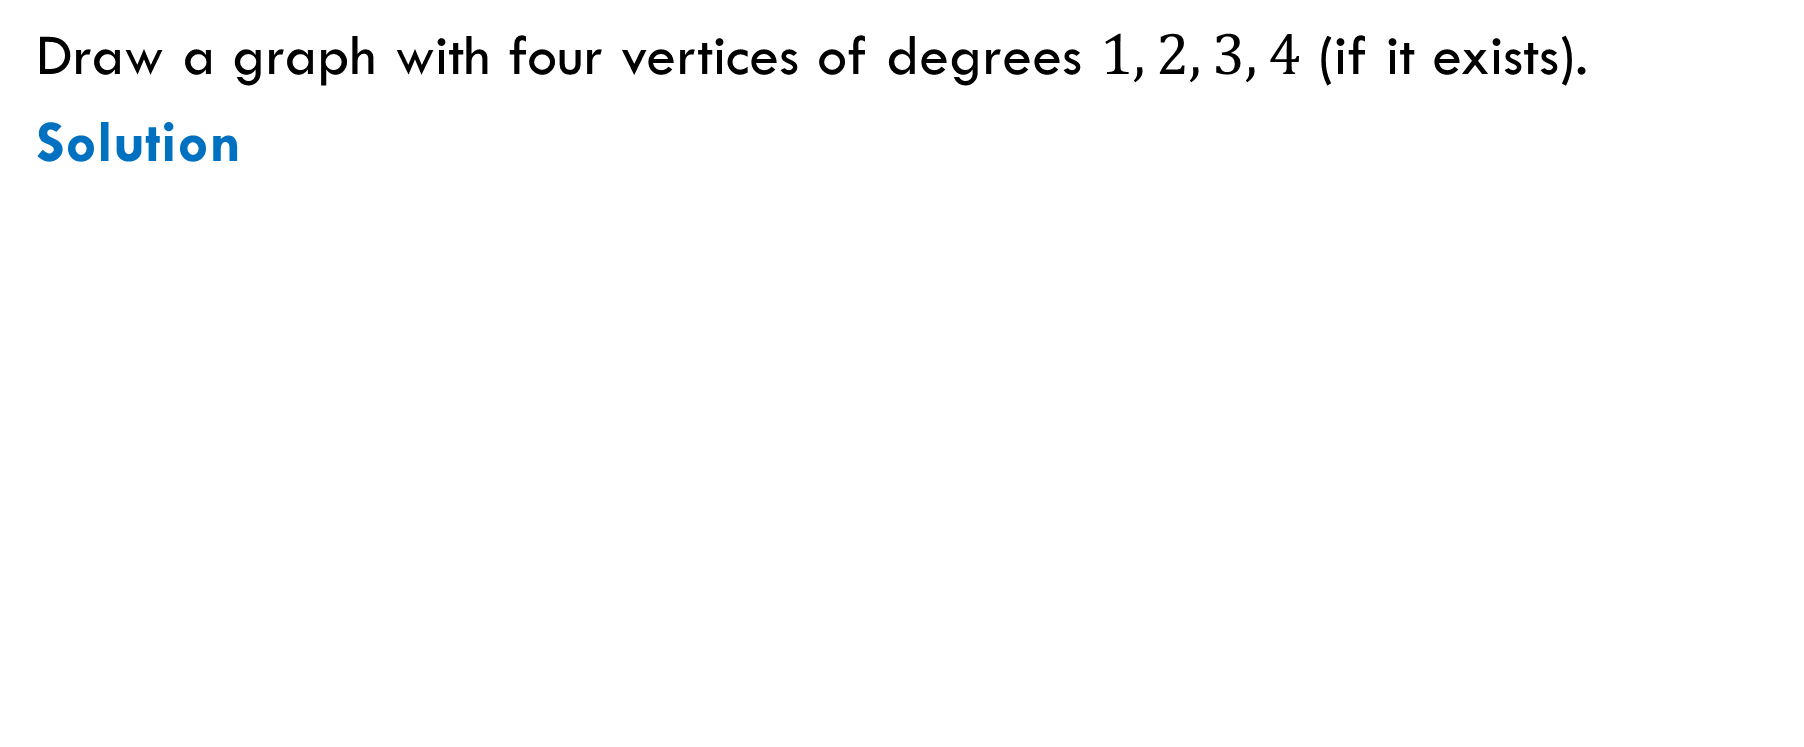 Draw a graph with four vertices of degrees 1, 2, 3, 4 (if it exists).
Solution